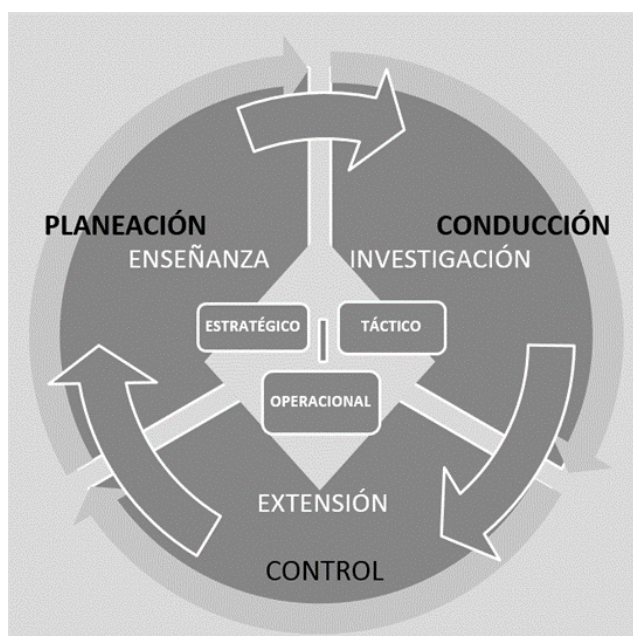 PLANEACIÓN
CONDUCCIÓN
ENSEÑANZA
INVESTIGACIÓN
ESTRATÉGICO
TÁCTICO
OPERACIONAL
EXTENSIÓN
CONTROL